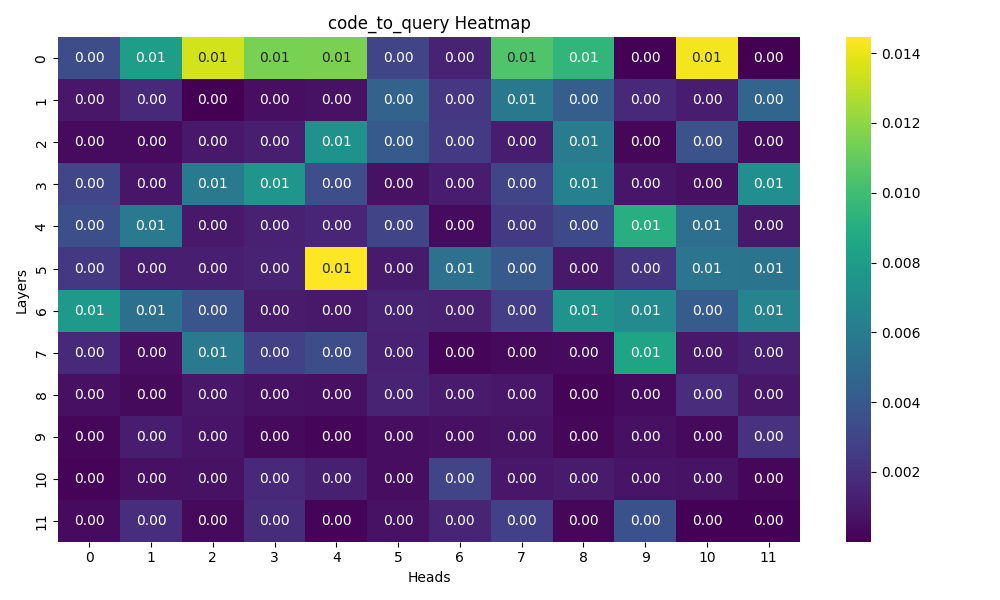 code_to_query Heatmap
0 0.00 0.01 0.01 0.01 0.01 0.00 0.00 0.01 0.01 0.00 0.01 0.00
1 0.00 0.00 0.00 0.00 0.00 0.00 0.00 0.01 0.00 0.00 0.00 0.00
2 0.00 0.00 0.00 0.00 0.01 0.00 0.00 0.00 0.01 0.00 0.00 0.00
3 0.00 0.00 0.01 0.01 0.00 0.00 0.00 0.00 0.01 0.00 0.00 0.01
4 0.00 0.01 0.00 0.00 0.00 0.00 0.00 0.00 0.00 0.01 0.01 0.00
5 0.00 0.00 0.00 0.00 0.01 0.00 0.01 0.00 0.00 0.00 0.01 0.01
6 0.01 0.01 0.00 0.00 0.00 0.00 0.00 0.00 0.01 0.01 0.00 0.01
7 0.00 0.00 0.01 0.00 0.00 0.00 0.00 0.00 0.00 0.01 0.00 0.00
8 0.00 0.00 0.00 0.00 0.00 0.00 0.00 0.00 0.00 0.00 0.00 0.00
9 0.00 0.00 0.00 0.00 0.00 0.00 0.00 0.00 0.00 0.00 0.00 0.00
10 0.00 0.00 0.00 0.00 0.00 0.00 0.00 0.00 0.00 0.00 0.00 0.00
11 0.00 0.00 0.00 0.00 0.00 0.00 0.00 0.00 0.00 0.00 0.00 0.00
0 1 2 3 4 5 6 7 8 9 10 11
Heads
Layers
0.014
0.012
0.010
0.008
0.006
0.004
0.002